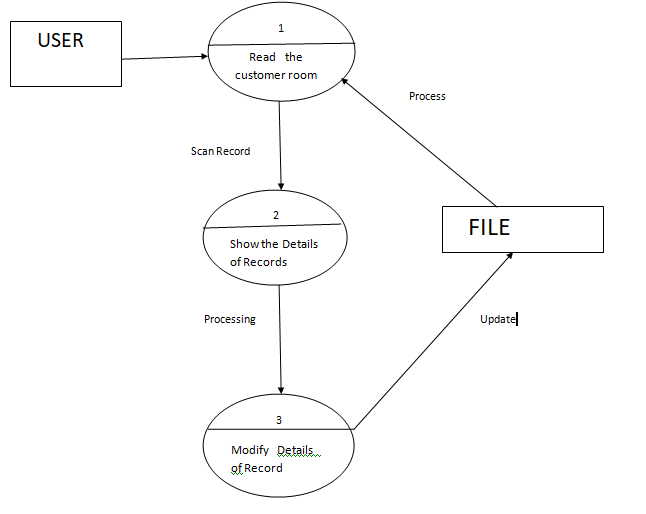 USER
1
Read the
customer room
Process
Scan Record
2
Show the Details
of Records
FILE
Processing
Update
3
Modify Details
of Record